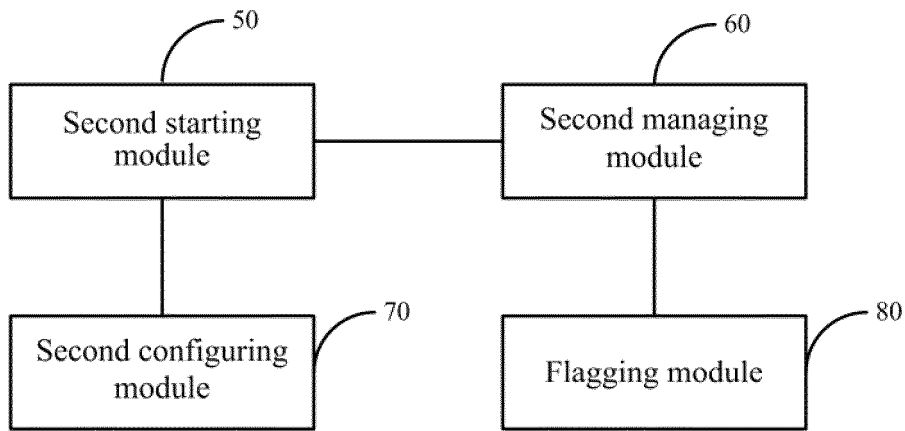 50
60
Second starting
module
Second managing
module
70
80
Second configuring
module
Flagging module